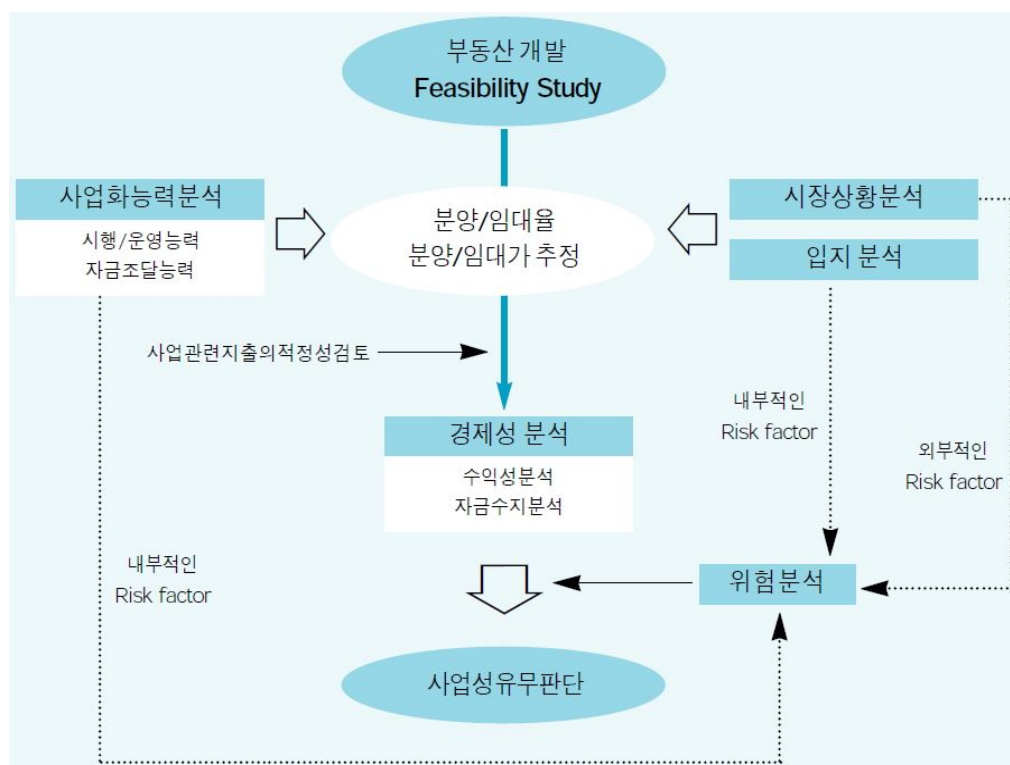 부동산 개발
Feasibility Study
사업화능력분석
시행/운영능력
자금조달능력
분양/임대율
분양/임대가 추정
시장상황분석
입지 분석
사업관련지출의적정성검토
경제성 분석
수익성분석
자금수지분석
내부적인
Risk factor
외부적인
Risk factor
내부적인
Risk factor
위험분석
사업성유무판단